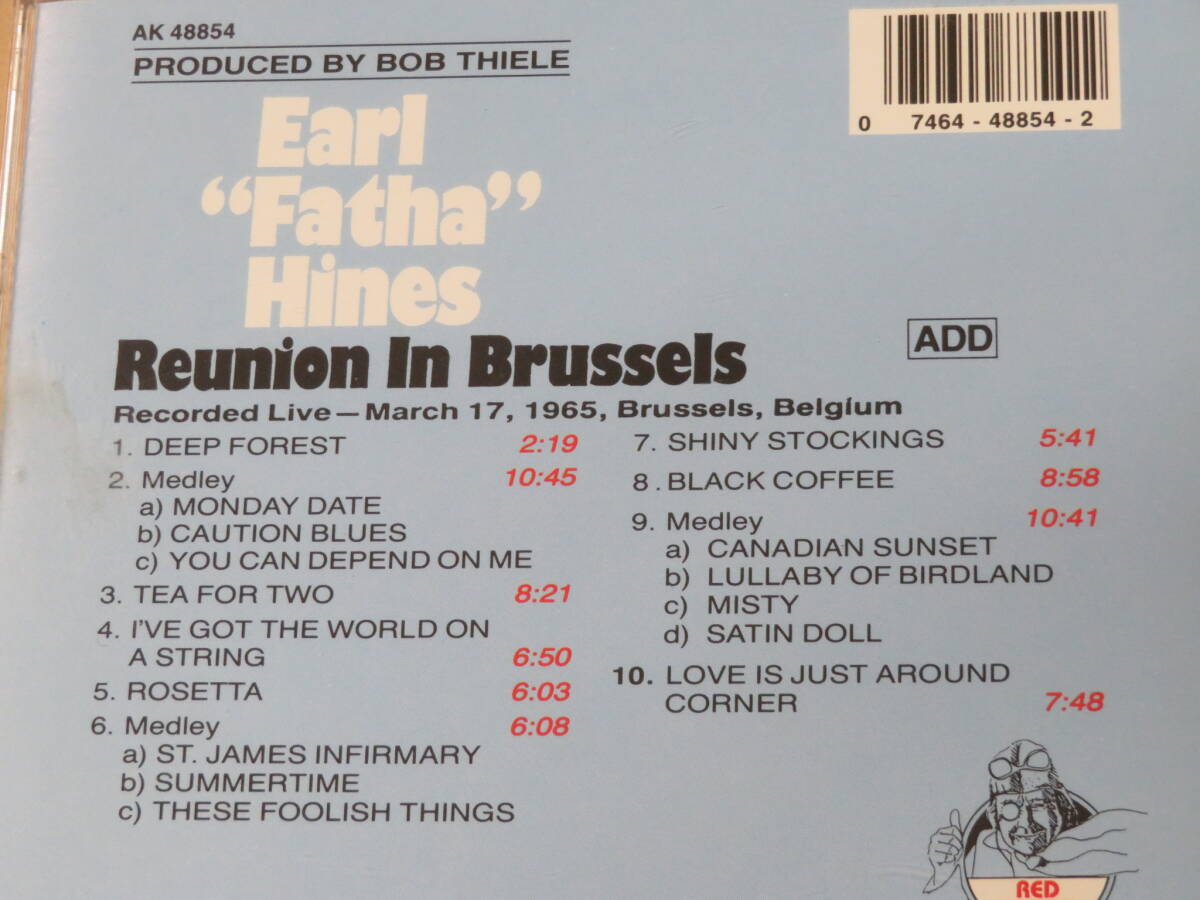 AK 48854
PRODUCED BY BOB THIELE
0 7464 - 48854 - 2
Earl
“Fatha”
Hines
Reunion In Brussels
ADD
Recorded Live — March 17, 1965, Brussels, Belgium
1. DEEP FOREST 2:19
2. Medley 10:45
a) MONDAY DATE
b) CAUTION BLUES
c) YOU CAN DEPEND ON ME
3. TEA FOR TWO 8:21
4. I'VE GOT THE WORLD ON
A STRING 6:50
5. ROSETTA 6:03
6. Medley 6:08
a) ST. JAMES INFIRMARY
b) SUMMERTIME
c) THESE FOOLISH THINGS
7. SHINY STOCKINGS 5:41
8. BLACK COFFEE 8:58
9. Medley 10:41
a) CANADIAN SUNSET
b) LULLABY OF BIRDLAND
c) MISTY
d) SATIN DOLL
10. LOVE IS JUST AROUND
CORNER 7:48
RED